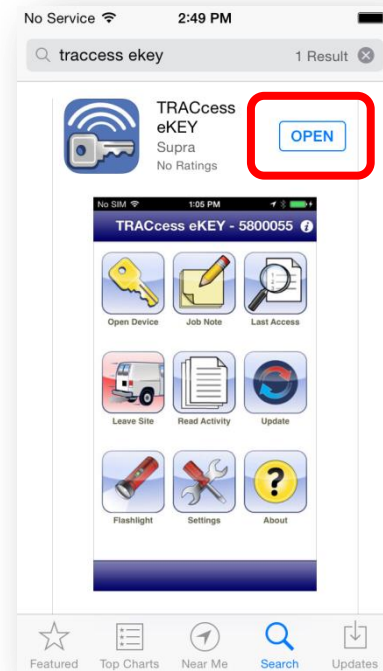 No Service 2:49 PM
traccess ekey 1 Result
TRACcess
eKEY
Supra
No Ratings
OPEN
No SIM 1:05 PM
TRACcess eKEY - 5800055
Open Device Job Note Last Access
Leave Site Read Activity Update
Flashlight Settings About
Featured Top Charts Near Me Search Updates